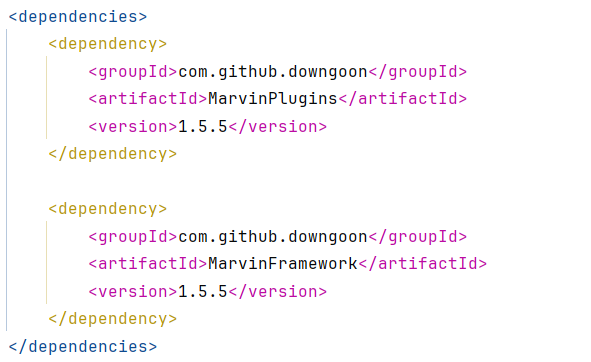 <dependencies>
    <dependency>
        <groupId>com.github.downgoon</groupId>
        <artifactId>MarvinPlugins</artifactId>
        <version>1.5.5</version>
    </dependency>

    <dependency>
        <groupId>com.github.downgoon</groupId>
        <artifactId>MarvinFramework</artifactId>
        <version>1.5.5</version>
    </dependency>
</dependencies>